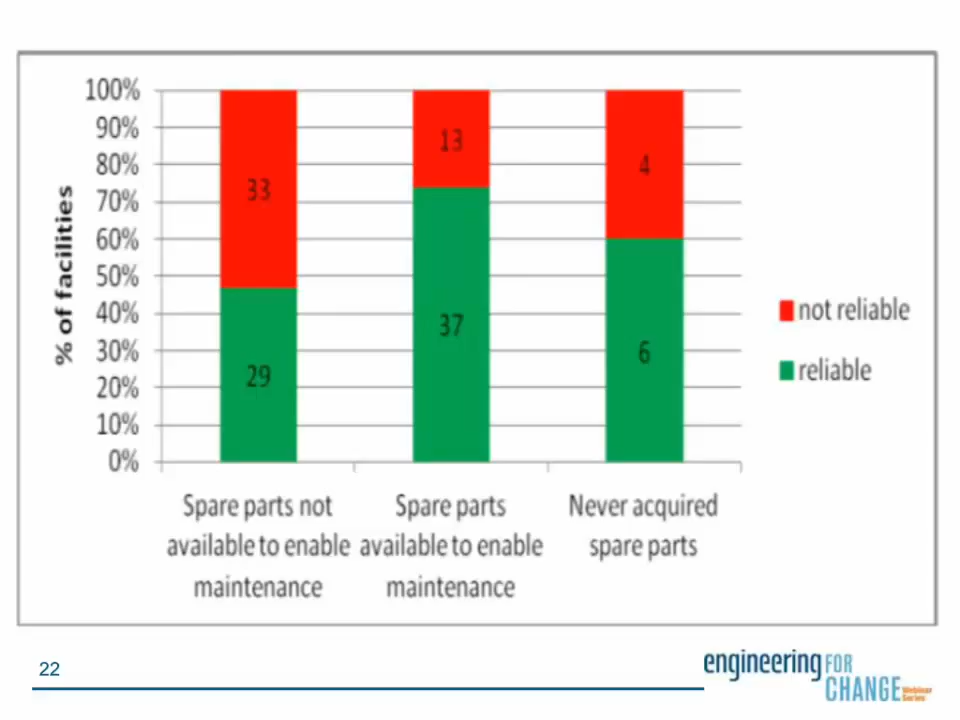 100%
90%
80%
70%
60%
50%
40%
30%
20%
10%
0%
% of facilities
33
29
13
37
4
6
not reliable
reliable
Spare parts not
available to enable
maintenance
Spare parts
available to enable
maintenance
Never acquired
spare parts
22
engineering FOR
CHANGE Webinar
Series